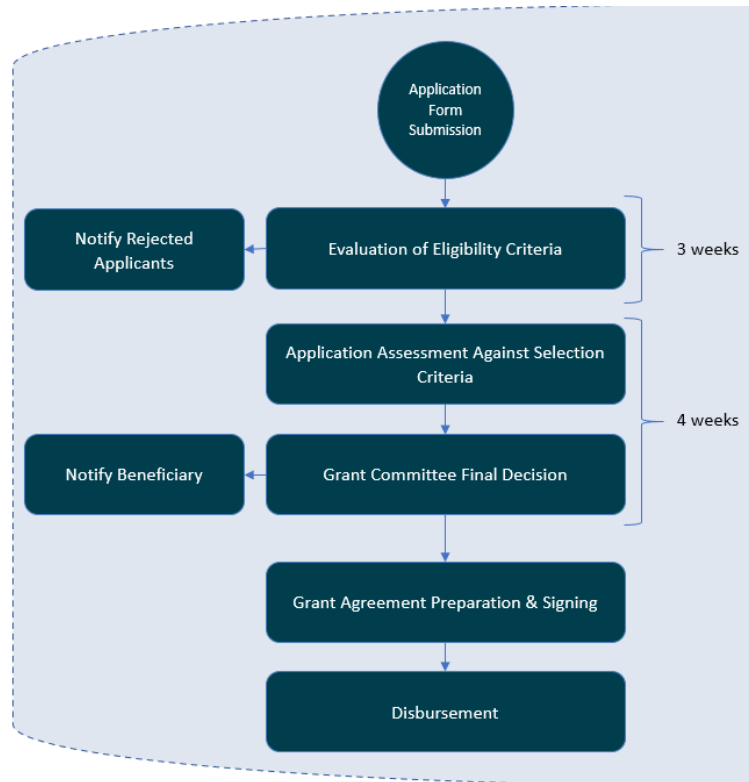 Application
Form
Submission
Notify Rejected
Applicants
Evaluation of Eligibility Criteria
3 weeks
Application Assessment Against Selection
Criteria
4 weeks
Notify Beneficiary
Grant Committee Final Decision
Grant Agreement Preparation & Signing
Disbursement